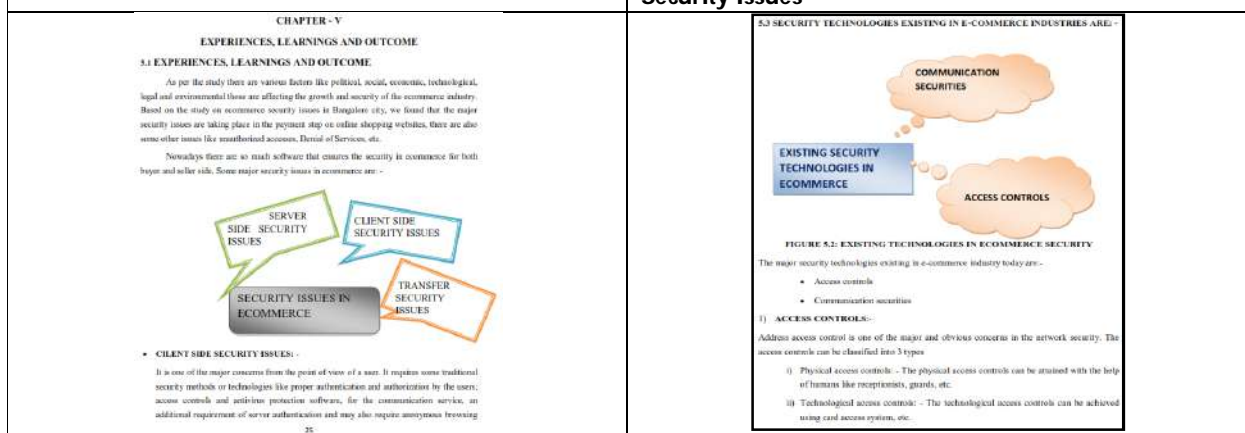 Security Issues
CHAPTER - V
EXPERIENCES, LEARNINGS AND OUTCOME
5.1 EXPERIENCES, LEARNINGS AND OUTCOME
As per the study there are various factors like political, social, economic, technological,
legal and environmental those are affecting the growth and security of the ecommerce industry.
Based on the study on ecommerce security issues in Bangalore city, we found that the major
security issues are taking place in the payment step on online shopping websites, there are also
some other issues like unauthorized accesses, Denial of Services, etc.
Nowadays there are so much software that ensures the security in ecommerce for both
buyer and seller side. Some major security issues in ecommerce are: -
SERVER
SIDE SECURITY
ISSUES
CLIENT SIDE
SECURITY ISSUES
TRANSFER
SECURITY
ISSUES
SECURITY ISSUES IN
ECOMMERCE
• CILENT SIDE SECURITY ISSUES: -
It is one of the major concerns from the point of view of a user. It requires some traditional
security methods or technologies like proper authentication and authorization by the users,
access controls and antivirus protection software, for the communication service, an
additional requirement of server authentication and may also require anonymous browsing
25
5.3 SECURITY TECHNOLOGIES EXISTING IN E-COMMERCE INDUSTRIES ARE: -
COMMUNICATION
SECURITIES
EXISTING SECURITY
TECHNOLOGIES IN
ECOMMERCE
ACCESS CONTROLS
FIGURE 5.2: EXISTING TECHNOLOGIES IN ECOMMERCE SECURITY
The major security technologies existing in e-commerce industry today are:-
• Access controls
• Communication securities
1) ACCESS CONTROLS:-
Address access control is one of the major and obvious concerns in the network security. The
access controls can be classified into 3 types
i) Physical access controls: - The physical access controls can be attained with the help
of humans like receptionists, guards, etc.
ii) Technological access controls: - The technological access controls can be achieved
using card access system, etc.